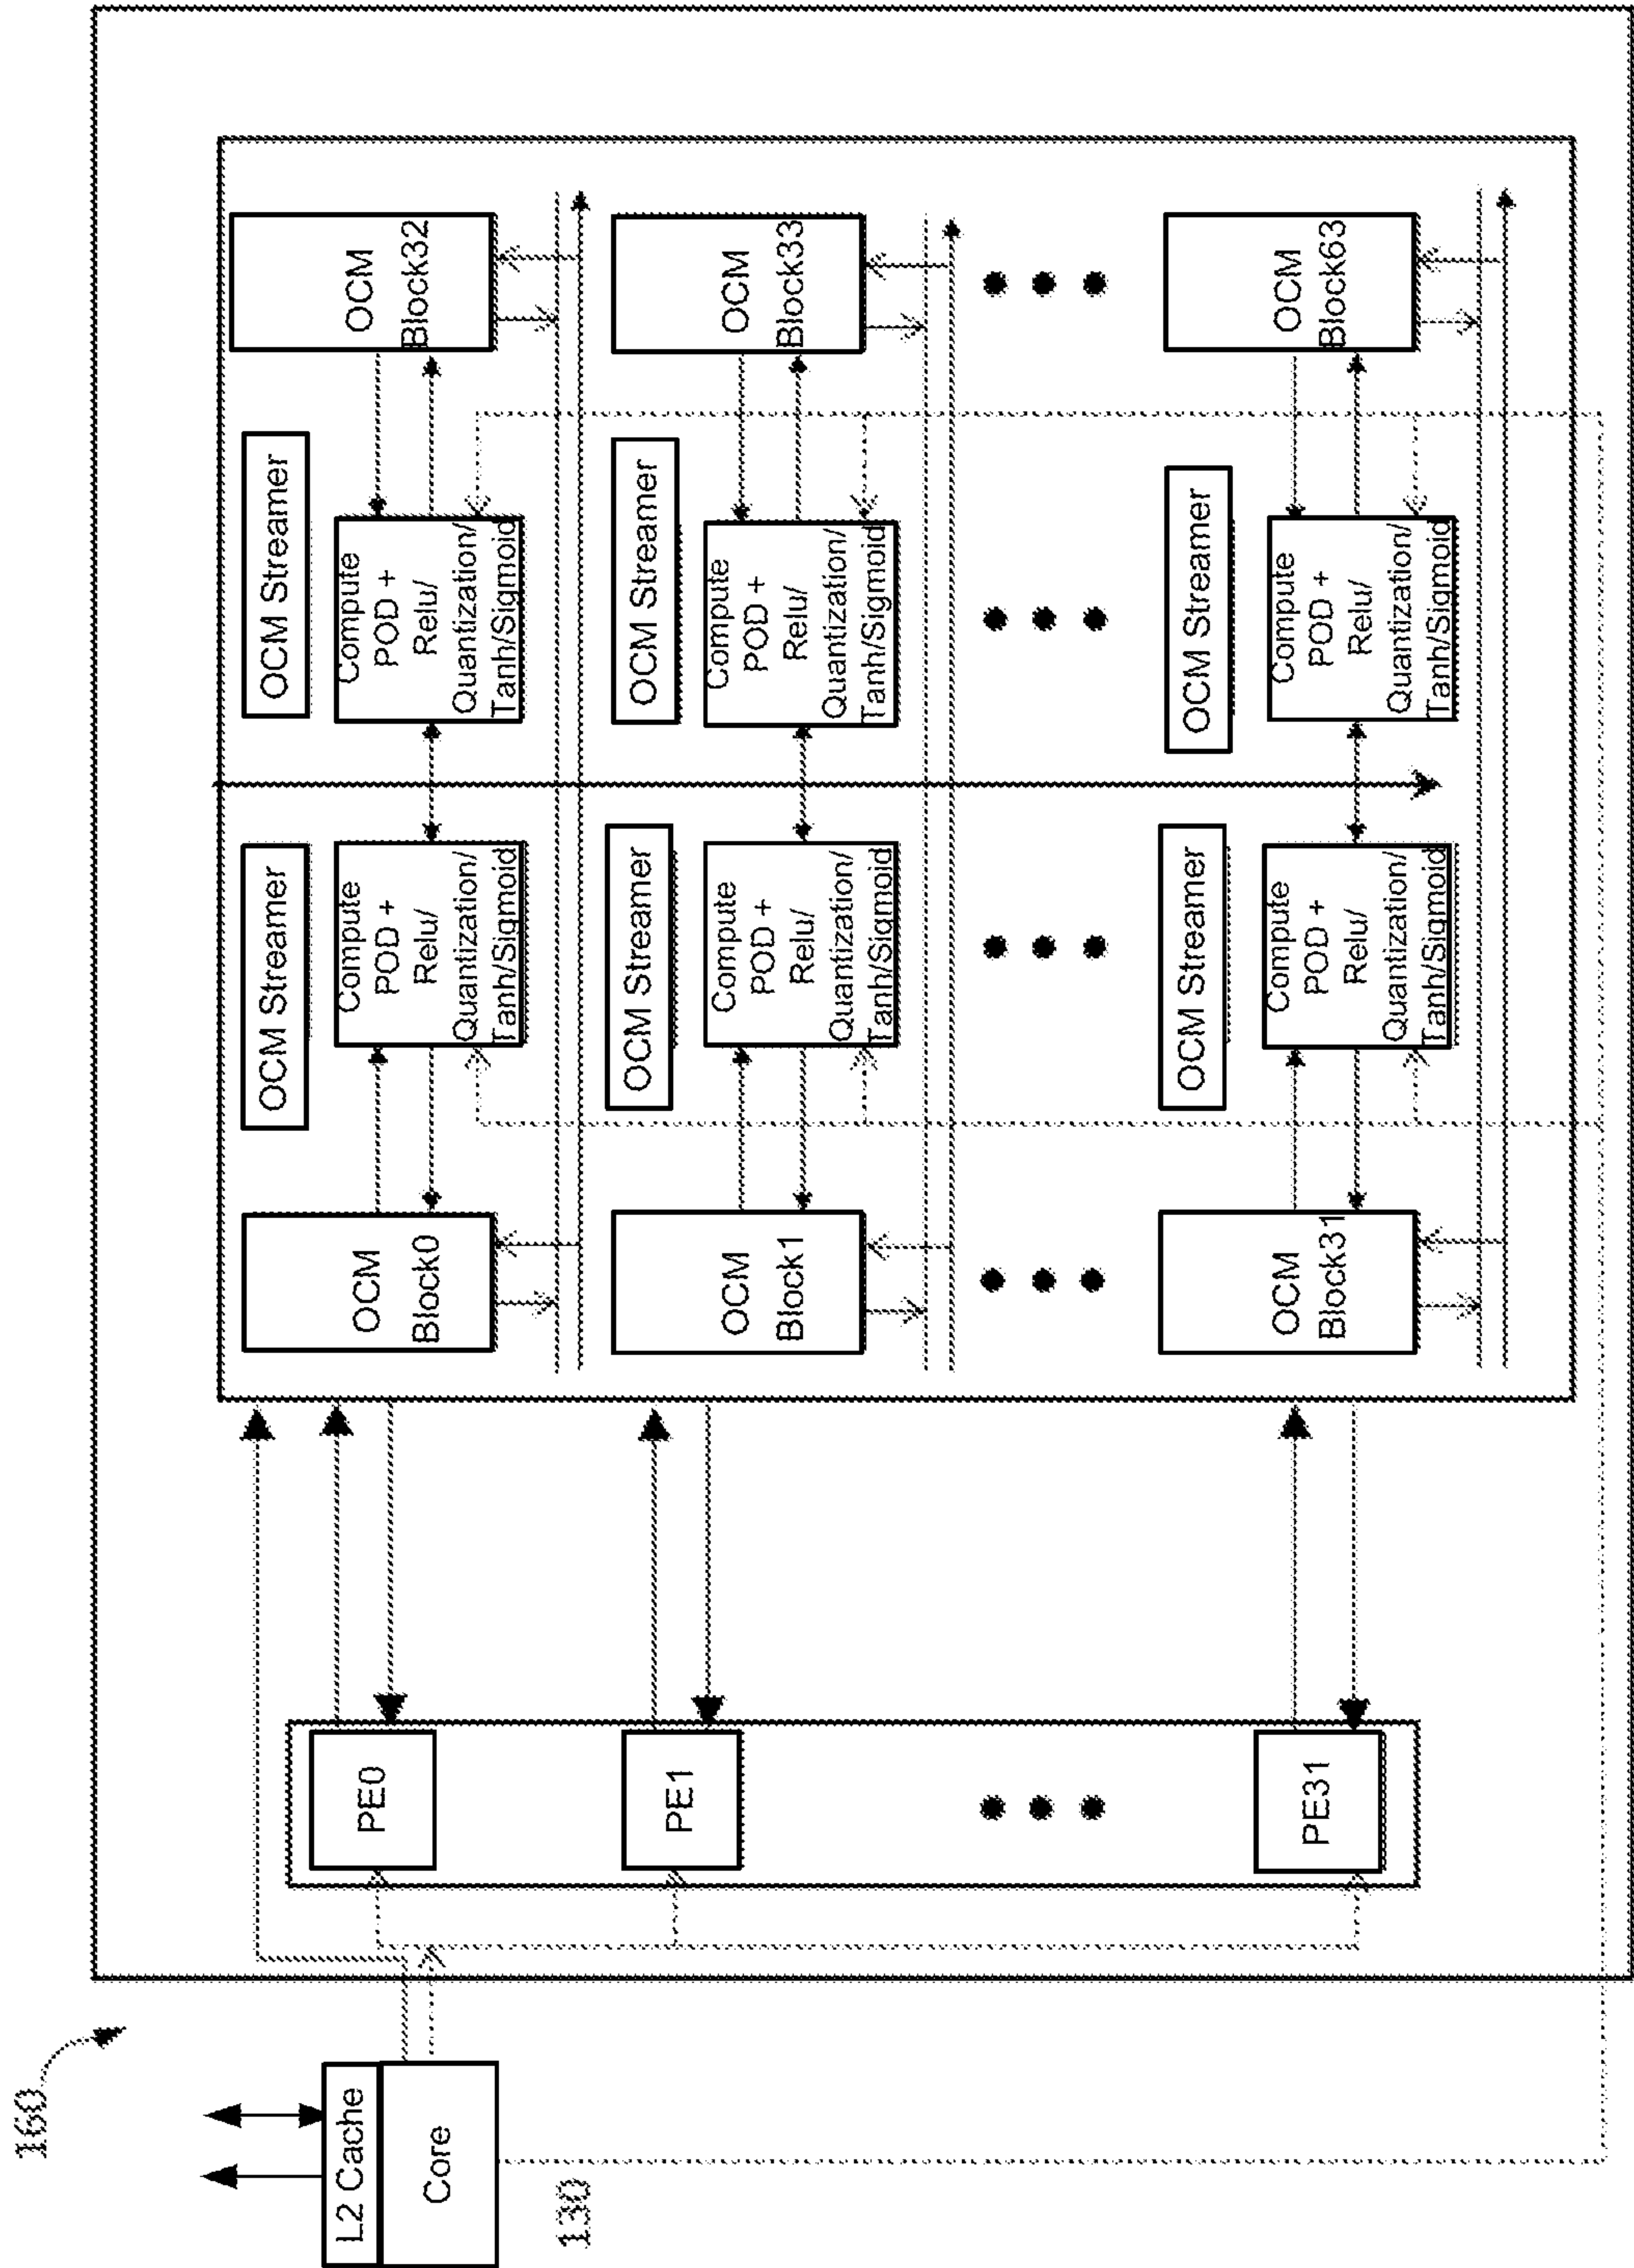 160
L2 Cache
Core
130
PE0
PE1
PE31
OCM
Block0
OCM Streamer
Compute
POD +
Relu/
Quantization/
Tanh/Sigmoid
OCM Streamer
Compute
POD +
Relu/
Quantization/
Tanh/Sigmoid
OCM
Block32
OCM
Block1
OCM Streamer
Compute
POD +
Relu/
Quantization/
Tanh/Sigmoid
OCM Streamer
Compute
POD +
Relu/
Quantization/
Tanh/Sigmoid
OCM
Block33
OCM
Block31
OCM Streamer
Compute
POD +
Relu/
Quantization/
Tanh/Sigmoid
OCM Streamer
Compute
POD +
Relu/
Quantization/
Tanh/Sigmoid
OCM
Block63